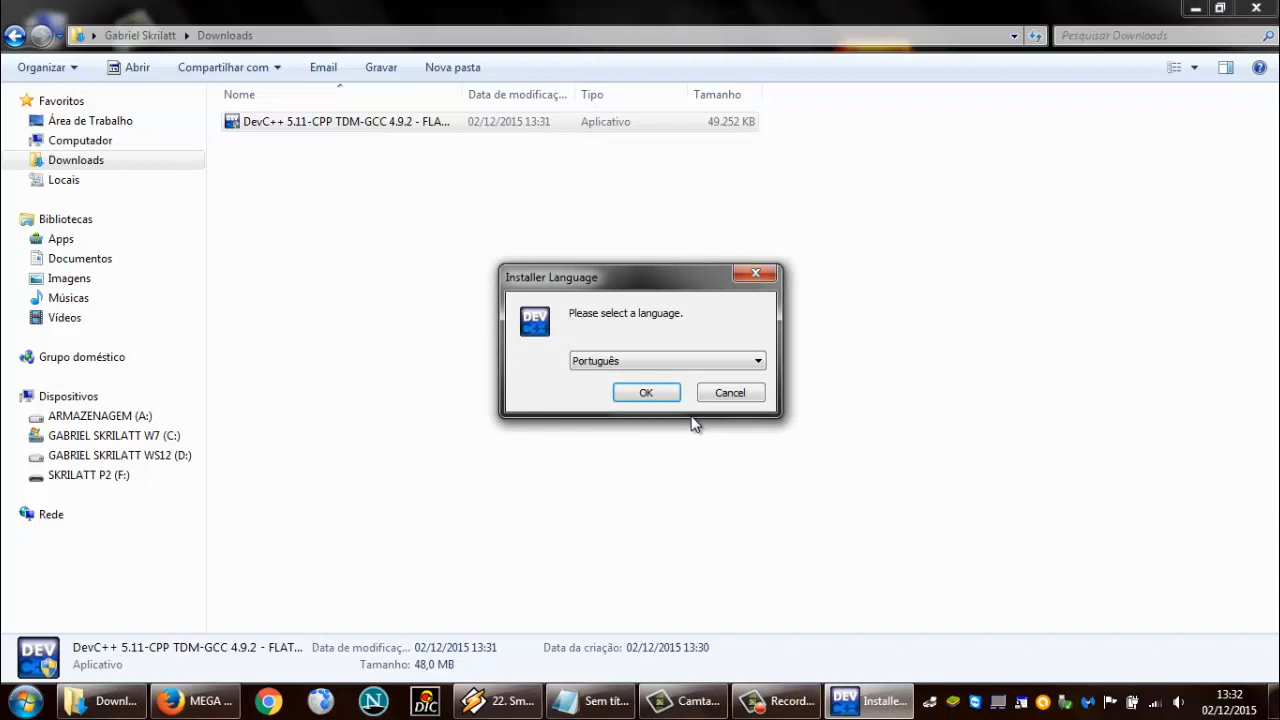 Gabriel Skrilatt
Downloads
Pesquisar Downloads
Organizar
Abrir
Compartilhar com
Email
Gravar
Nova pasta
Favoritos
Área de Trabalho
Computador
Downloads
Locais
Bibliotecas
Apps
Documentos
Imagens
Músicas
Vídeos
Grupo doméstico
Dispositivos
ARMAZENAGEM (A:)
GABRIEL SKRILATT W7 (C:)
GABRIEL SKRILATT WS12 (D:)
SKRILATT P2 (F:)
Rede
Nome
Data de modificaç...
Tipo
Tamanho
DevC++ 5.11-CPP TDM-GCC 4.9.2 - FLA...
02/12/2015 13:31
Aplicativo
49.252 KB
Installer Language
DEV
Please select a language.
Português
OK
Cancel
DEV
DevC++ 5.11-CPP TDM-GCC 4.9.2 - FLAT...
Data de modificaç... 02/12/2015 13:31
Data da criação: 02/12/2015 13:30
Aplicativo
Tamanho: 48,0 MB
Downl...
MEGA ...
DIC
22. Sm...
Sem tít...
Camta...
Record...
DEV
Installe...
13:32
02/12/2015